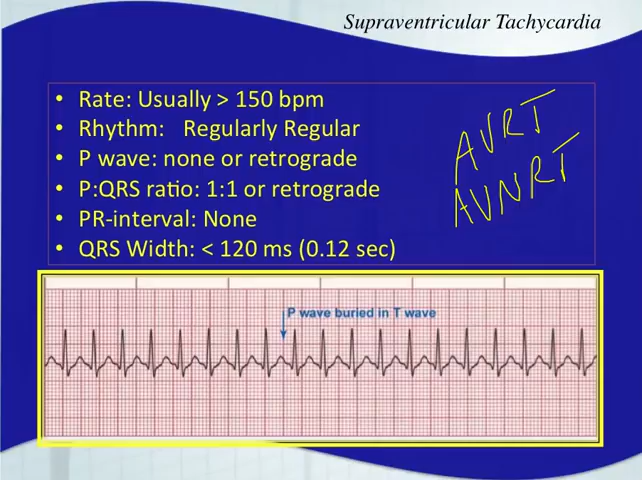 Supraventricular Tachycardia
• Rate: Usually > 150 bpm
• Rhythm: Regularly Regular
• P wave: none or retrograde
• P:QRS ratio: 1:1 or retrograde
• PR-interval: None
• QRS Width: < 120 ms (0.12 sec)
AVRT
AVNRT
P wave buried in T wave